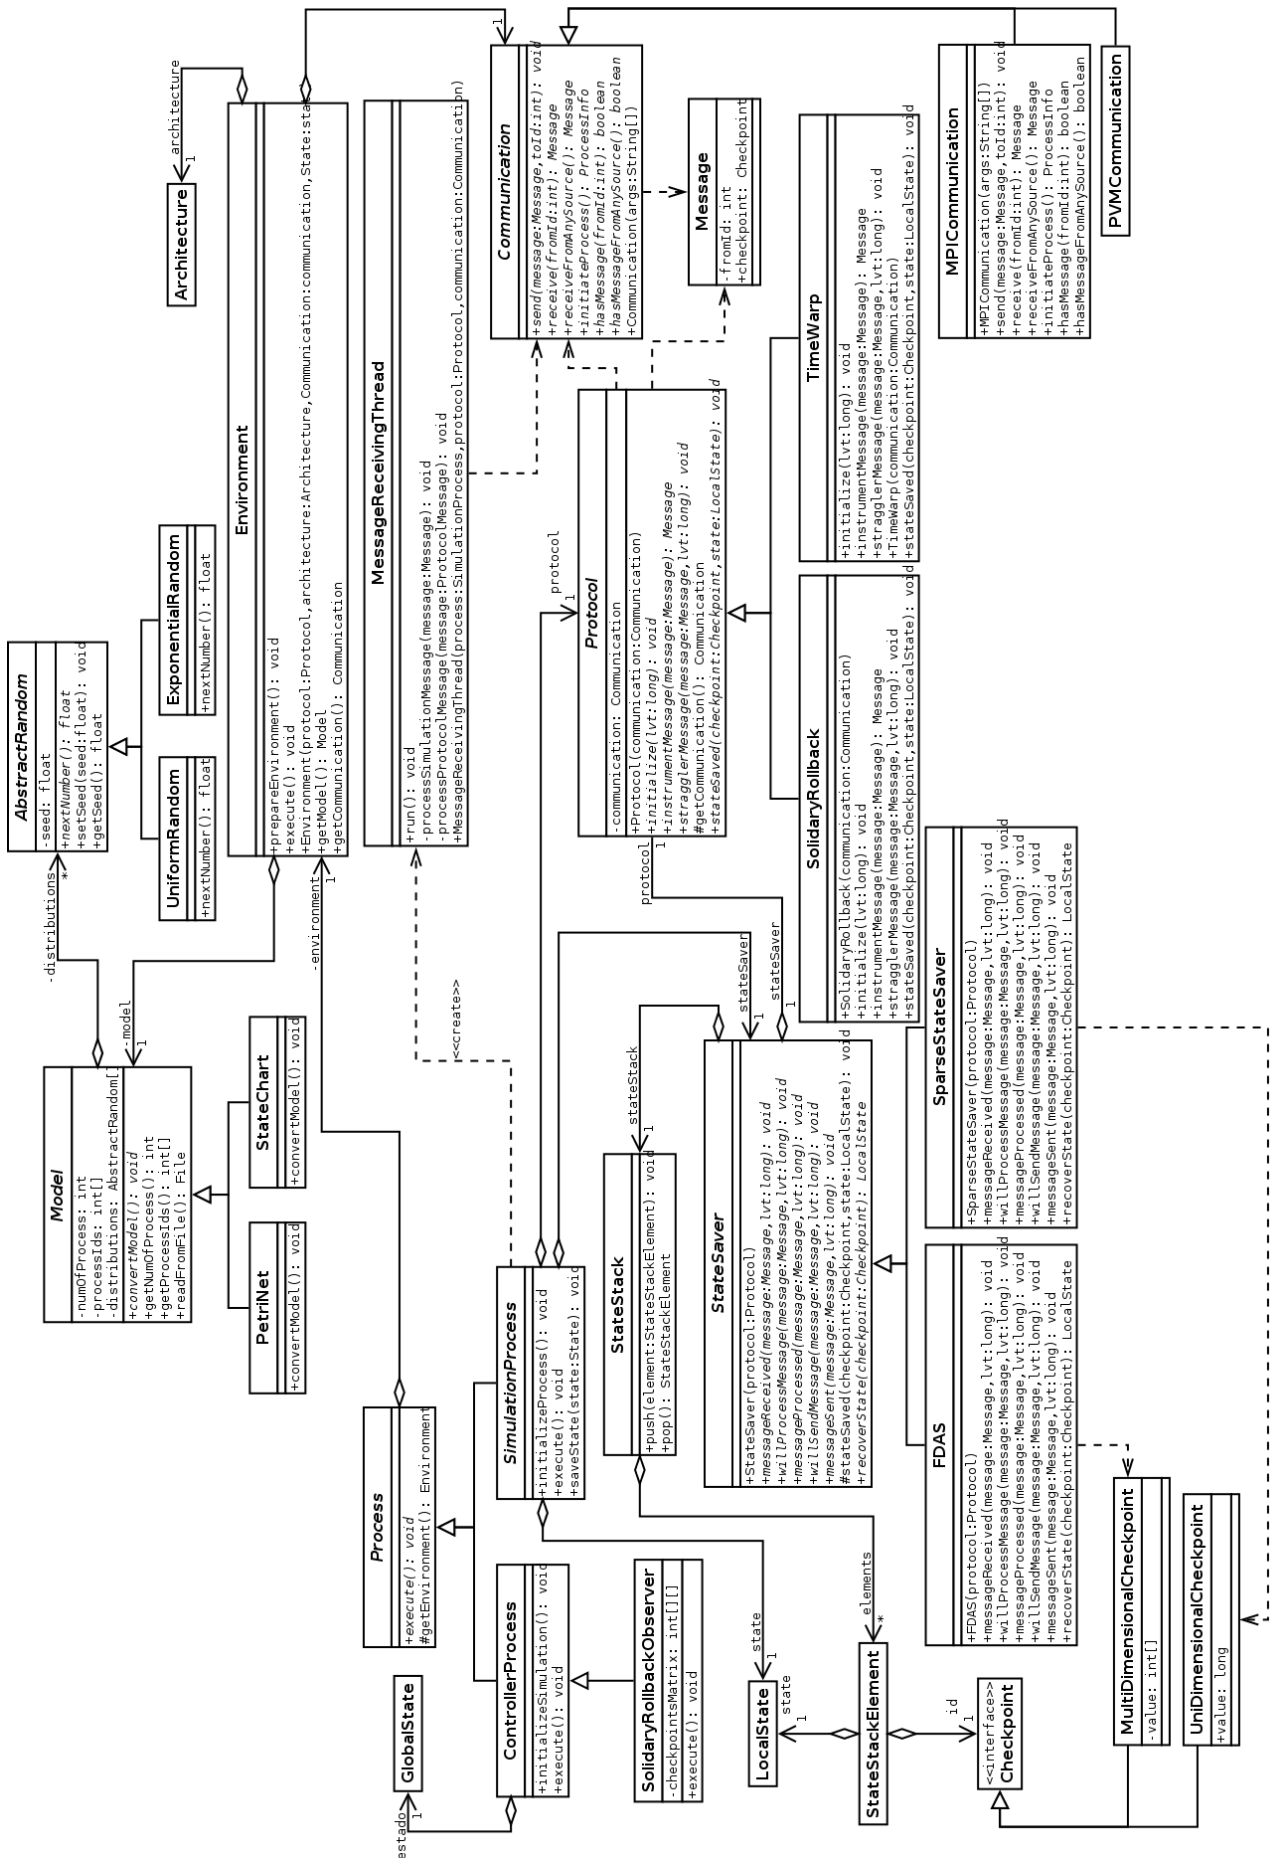 Model
-numOfProcess: int
-processIds: int[]
-distributions: AbstractRandom[]
+convertModel(): void
+getNumOfProcess(): int
+getProcessIds(): int[]
+readFromFile(): File
-distributions
*
AbstractRandom
-seed: float
+nextNumber(): float
+setSeed(seed:float): void
+getSeed(): float
-model
1
PetriNet
+convertModel(): void
StateChart
+convertModel(): void
UniformRandom
+nextNumber(): float
ExponentialRandom
+nextNumber(): float
architecture
1
Architecture
Environment
+prepareEnvironment(): void
+execute(): void
+Environment(protocol:Protocol,architecture:Architecture,Communication:communication,State:sta
+getModel(): Model
+getCommunication(): Communication
-environment
1
Process
+execute(): void
#getEnvironment(): Environment
estado
1
GlobalState
MessageReceivingThread
+run(): void
-processSimulationMessage(message:Message): void
-processProtocolMessage(message:ProtocolMessage): void
+MessageReceivingThread(process:SimulationProcess,protocol:Protocol,communication:Communication)
<<create>>
ControllerProcess
+initializeSimulation(): void
+execute(): void
SimulationProcess
+initializeProcess(): void
+execute(): void
+saveState(state:State): void
1
Communication
+send(message:Message,toId:int): void
+receive(fromId:int): Message
+receiveFromAnySource(): Message
+initiateProcess(): ProcessInfo
+hasMessage(fromId:int): boolean
+hasMessageFromAnySource(): boolean
+Communication(args:String[])
protocol
1
Protocol
-communication: Communication
+Protocol(communication:Communication)
+initialize(lvt:long): void
+instrumentMessage(message:Message): Message
+stragglerMessage(message:Message,lvt:long): void
#getCommunication(): Communication
+stateSaved(checkpoint:Checkpoint,state:LocalState): void
protocol
1
SolidaryRollbackObserver
-checkpointsMatrix: int[][]
+execute(): void
StateStack
+push(element:StateStackElement): void
+pop(): StateStackElement
stateStack
1
Message
-fromId: int
+checkpoint: Checkpoint
stateSaver
1
stateSaver
1
StateSaver
+StateSaver(protocol:Protocol)
+messageReceived(message:Message,lvt:long): void
+willProcessMessage(message:Message,lvt:long): void
+messageProcessed(message:Message,lvt:long): void
+willSendMessage(message:Message,lvt:long): void
+messageSent(message:Message,lvt:long): void
#stateSaved(checkpoint:Checkpoint,state:LocalState): void
+recoverState(checkpoint:Checkpoint): LocalState
state
1
LocalState
state
1
elements
*
StateStackElement
id
1
SolidaryRollback
+SolidaryRollback(communication:Communication)
+initialize(lvt:long): void
+instrumentMessage(message:Message): Message
+stragglerMessage(message:Message,lvt:long): void
+stateSaved(checkpoint:Checkpoint,state:LocalState): void
TimeWarp
+initialize(lvt:long): void
+instrumentMessage(message:Message): Message
+stragglerMessage(message:Message,lvt:long): void
+TimeWarp(communication:Communication)
+stateSaved(checkpoint:Checkpoint,state:LocalState): void
FDAS
+FDAS(protocol:Protocol)
+messageReceived(message:Message,lvt:long): void
+willProcessMessage(message:Message,lvt:long): void
+messageProcessed(message:Message,lvt:long): void
+willSendMessage(message:Message,lvt:long): void
+messageSent(message:Message,lvt:long): void
+recoverState(checkpoint:Checkpoint): LocalState
SparseStateSaver
+SparseStateSaver(protocol:Protocol)
+messageReceived(message:Message,lvt:long): void
+willProcessMessage(message:Message,lvt:long): void
+messageProcessed(message:Message,lvt:long): void
+willSendMessage(message:Message,lvt:long): void
+messageSent(message:Message,lvt:long): void
+recoverState(checkpoint:Checkpoint): LocalState
MPICommunication
+MPICommunication(args:String[])
+send(message:Message,toId:int): void
+receive(fromId:int): Message
+receiveFromAnySource(): Message
+initiateProcess(): ProcessInfo
+hasMessage(fromId:int): boolean
+hasMessageFromAnySource(): boolean
PVMCommunication
<<interface>>
Checkpoint
MultiDimensionalCheckpoint
-value: int[]
UniDimensionalCheckpoint
+value: long